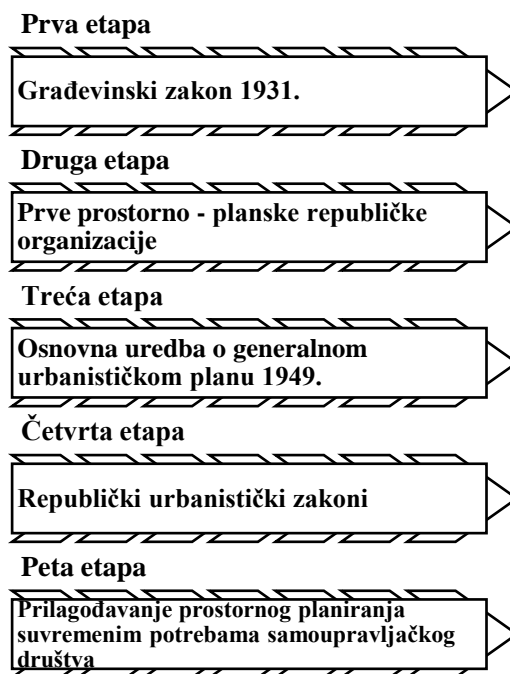 Prva etapa
Građevinski zakon 1931.
Druga etapa
Prve prostorno - planske republičke
organizacije
Treća etapa
Osnovna uredba o generalnom
urbanističkom planu 1949.
Četvrta etapa
Republički urbanistički zakoni
Peta etapa
Prilagođavanje prostornog planiranja
suvremenim potrebama samoupravljačkog
društva